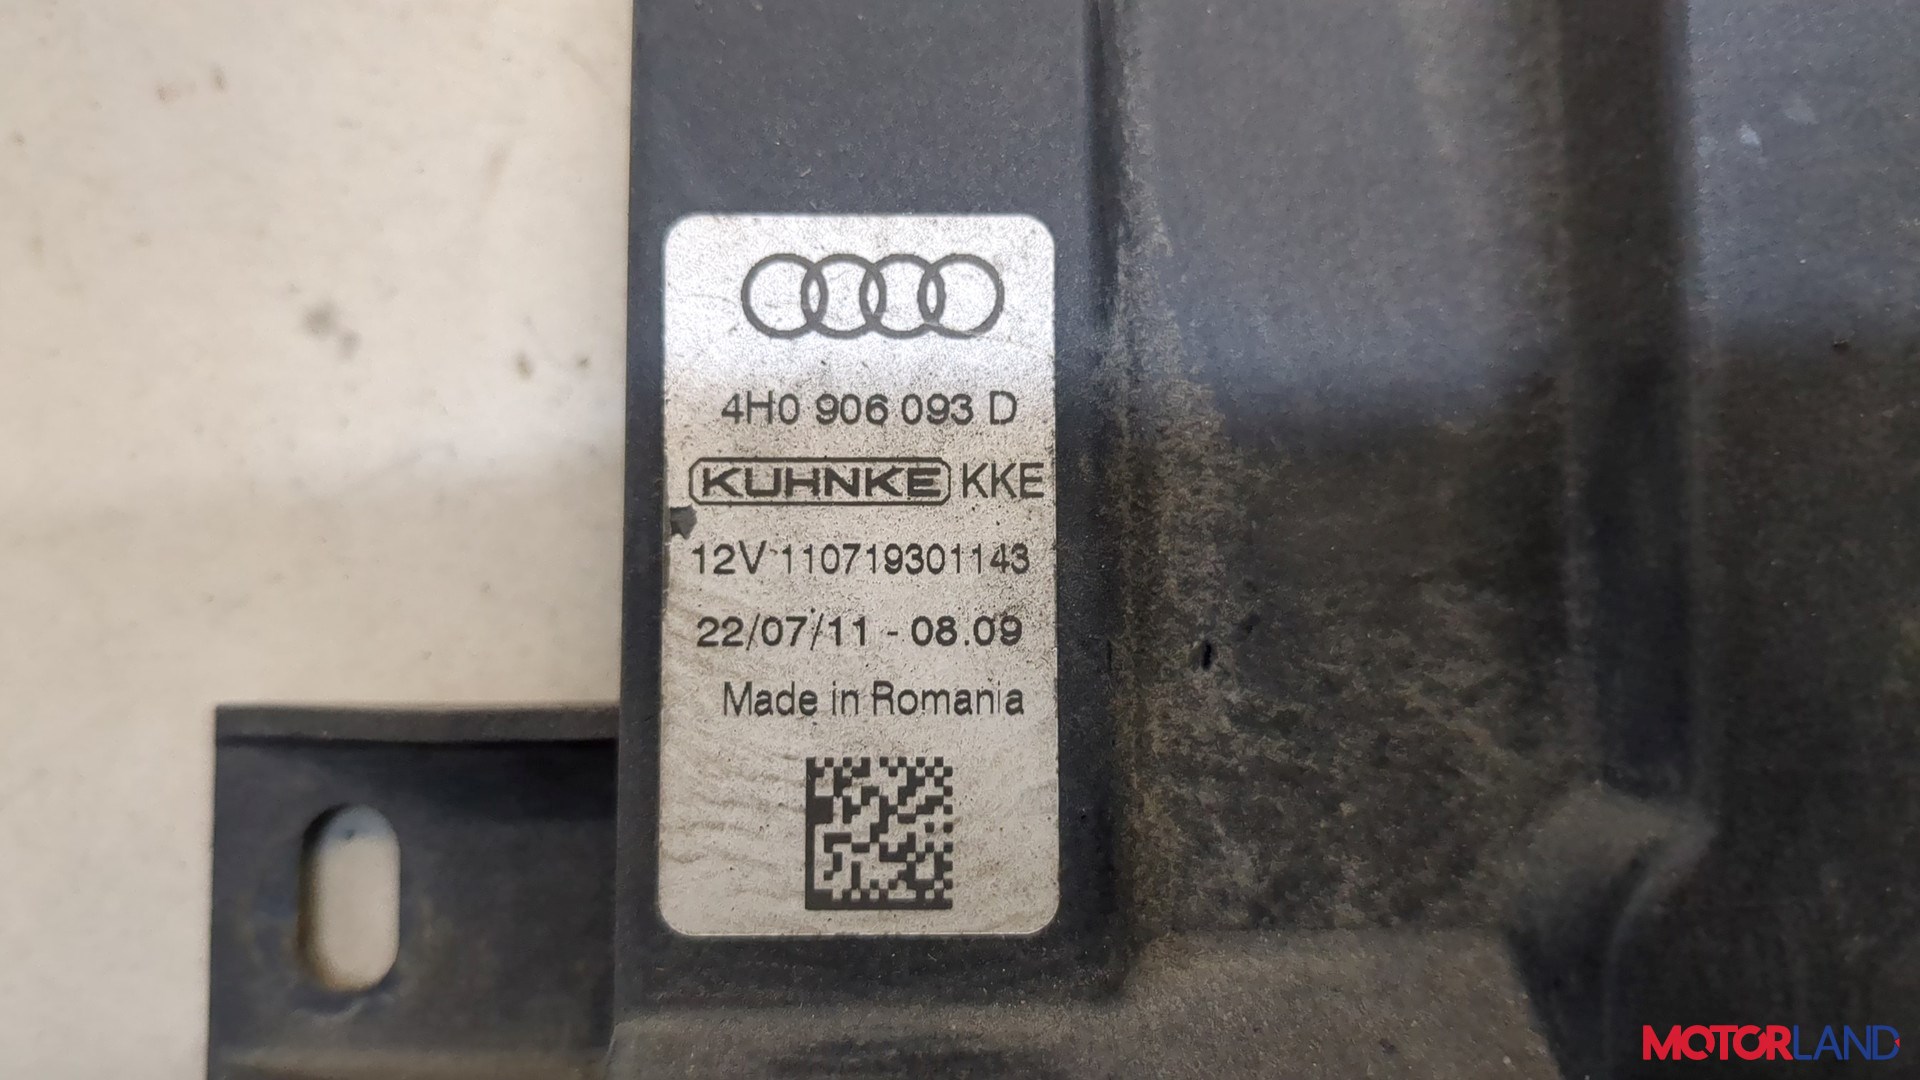 4H0 906 093 D
KUHNKE KKE
12V 110719301143
22/07/11 - 08.09
Made in Romania
MOTORLAND